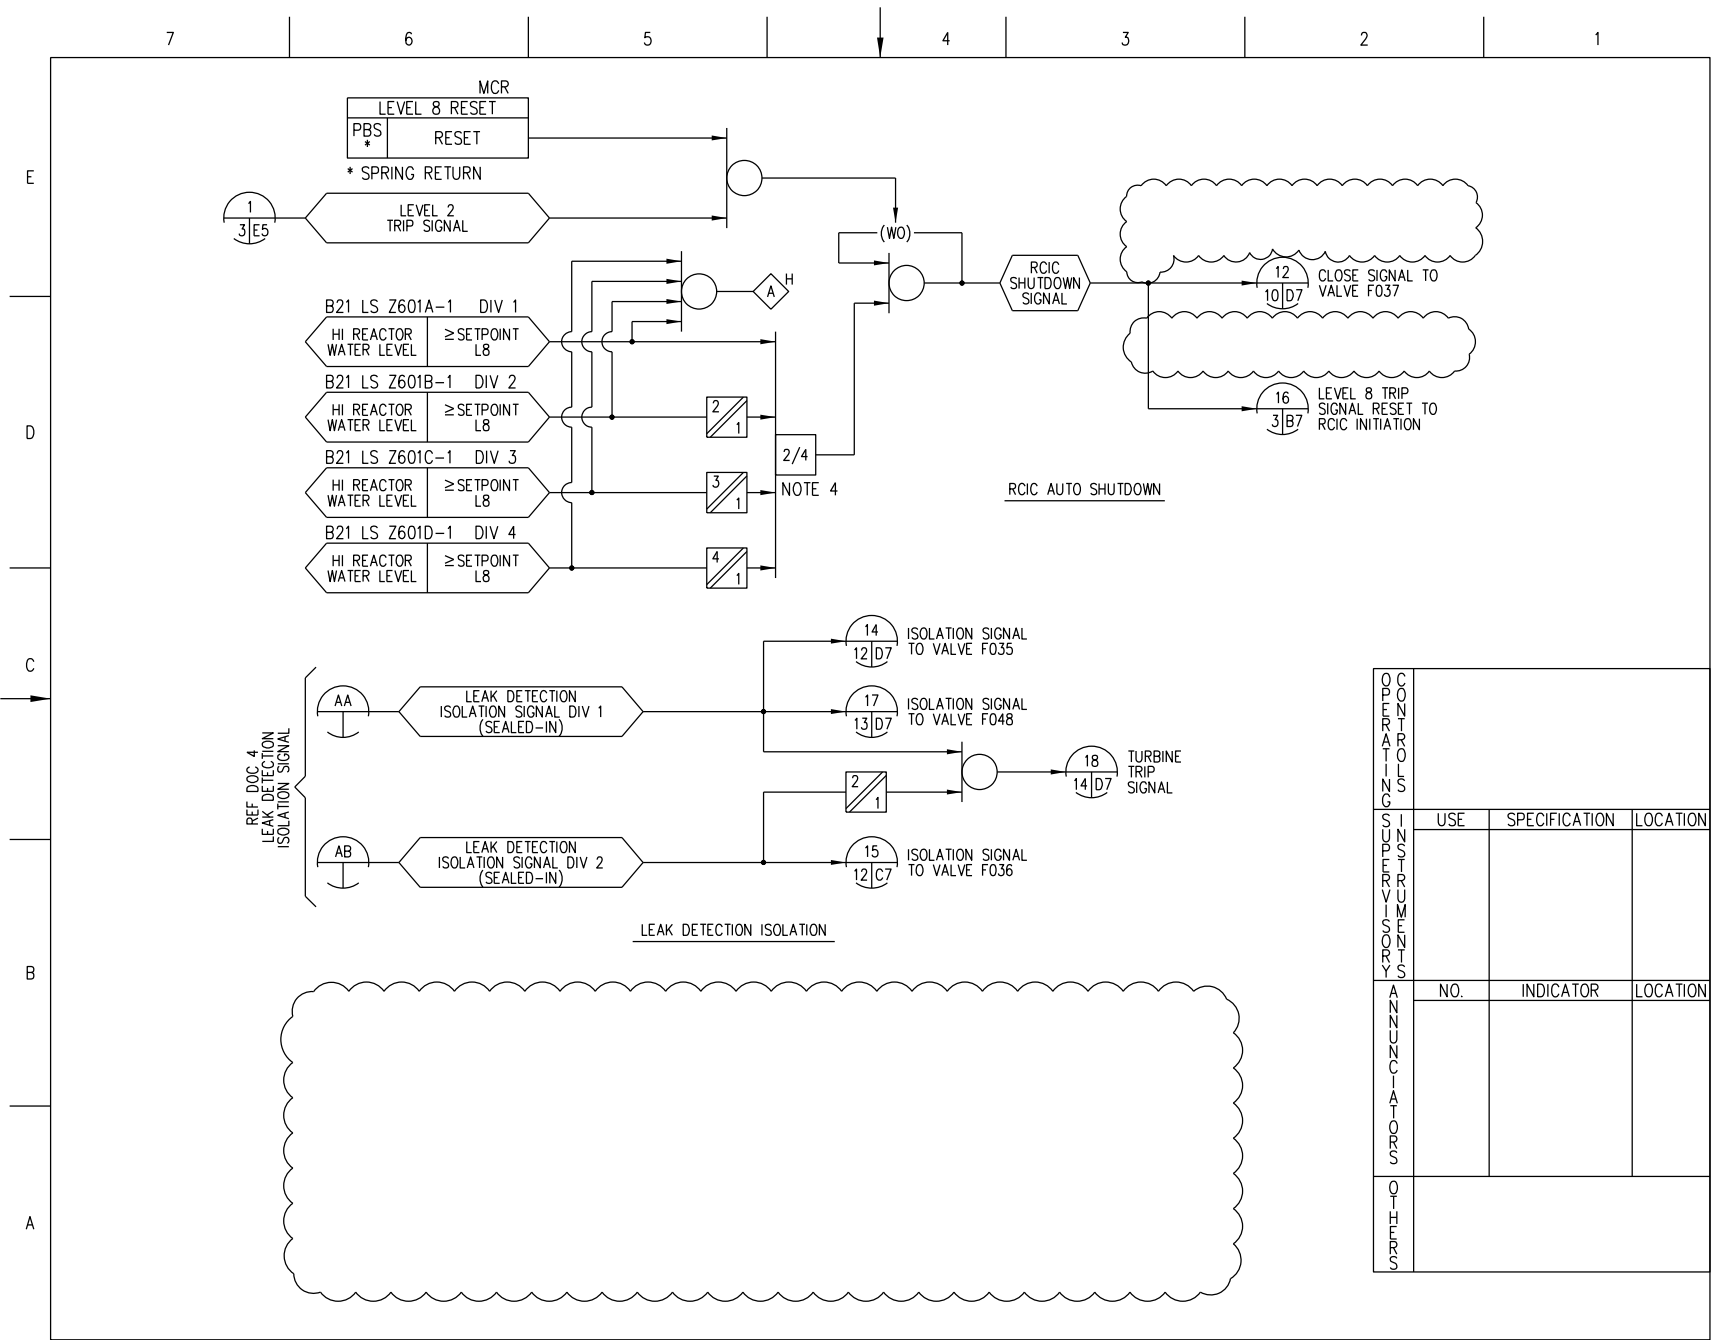 7 6 5 4 3 2 1
E
D
C
B
A
MCR
LEVEL 8 RESET
PBS
*
RESET
* SPRING RETURN
1
3 E5
LEVEL 2
TRIP SIGNAL
(WO)
A
H
RCIC
SHUTDOWN
SIGNAL
12
10 D7
CLOSE SIGNAL TO
VALVE F037
16
3 B7
LEVEL 8 TRIP
SIGNAL RESET TO
RCIC INITIATION
B21 LS Z601A-1 DIV 1
HI REACTOR
WATER LEVEL
≥SETPOINT
L8
B21 LS Z601B-1 DIV 2
HI REACTOR
WATER LEVEL
≥SETPOINT
L8
2
1
B21 LS Z601C-1 DIV 3
HI REACTOR
WATER LEVEL
≥SETPOINT
L8
3
1
B21 LS Z601D-1 DIV 4
HI REACTOR
WATER LEVEL
≥SETPOINT
L8
4
1
2/4
NOTE 4
RCIC AUTO SHUTDOWN
REF DOC 4
LEAK DETECTION
ISOLATION SIGNAL
AA
LEAK DETECTION
ISOLATION SIGNAL DIV 1
(SEALED-IN)
14
12 D7
ISOLATION SIGNAL
TO VALVE F035
17
13 D7
ISOLATION SIGNAL
TO VALVE F048
2
1
18
14 D7
TURBINE
TRIP
SIGNAL
AB
LEAK DETECTION
ISOLATION SIGNAL DIV 2
(SEALED-IN)
15
12 C7
ISOLATION SIGNAL
TO VALVE F036
LEAK DETECTION ISOLATION
OPERATING
CONTROLS
SUPERVISORY
INSTRUMENTS
USE SPECIFICATION LOCATION
ANNUNCIATORS
NO. INDICATOR LOCATION
OTHERS